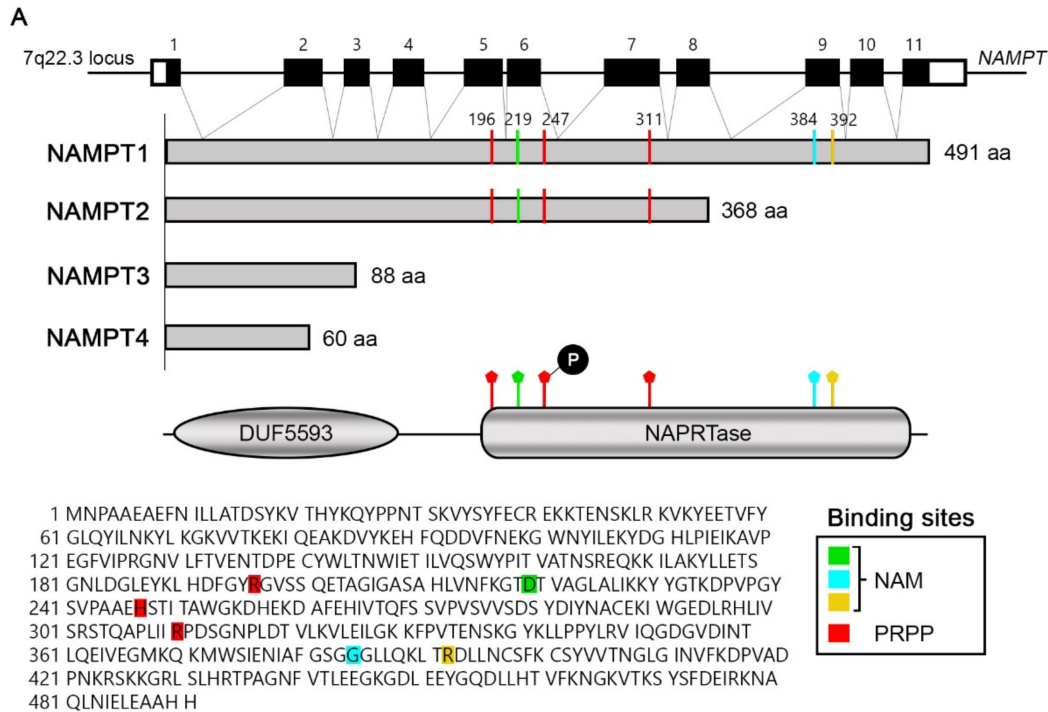 A
1 2 3 4 5 6 7 8 9 10 11
7q22.3 locus NAMPT
196 219 247 311 384 392
NAMPT1 491 aa
NAMPT2 368 aa
NAMPT3 88 aa
NAMPT4 60 aa
P
DUF5593 NAPRTase
1 MNPAAEAEFN ILLATDSYKV THYKQYPPNT SKVYSYFECR EKKTENSKLR KVKYEETVFY
61 GLQYILNKYL KGKVVTKEKI QEAKDVYKEH FQDDVFNEKG WNYILEKYDG HLPIEIKAVP
121 EGFVIPRGNV LFTVENTDPE CYWLTNWIET ILVQSWYPIT VATNSREQKK ILAKYLLETS
181 GNLDGLEYKL HDFGYRGVSS QETAGIGASA HLVNFKGTDT VAGLALIKKY YGTKDPVPGY
241 SVPAAEHSTI TAWGKDHEKD AFEHIVTQFS SVPVSVVSDS YDIYNACEKI WGEDLRHLIV
301 SRSTQAPLII RPDSGNPLDT VLKVLEILGK KFPVTENSKG YKLLPPYLRV IQGDGVDINT
361 LQEIVEGMKQ KMWSIENIAF GSGGGLLQKL TRDLLNCSFK CSYVVTNGLG INVFKDPVAD
421 PNKRSKKGRL SLHRTPAGNF VTLEEGKGDL EEYGQDLLHT VFKNGKVTKS YSFDEIRKNA
481 QLNIELEAAH H
Binding sites
NAM
PRPP